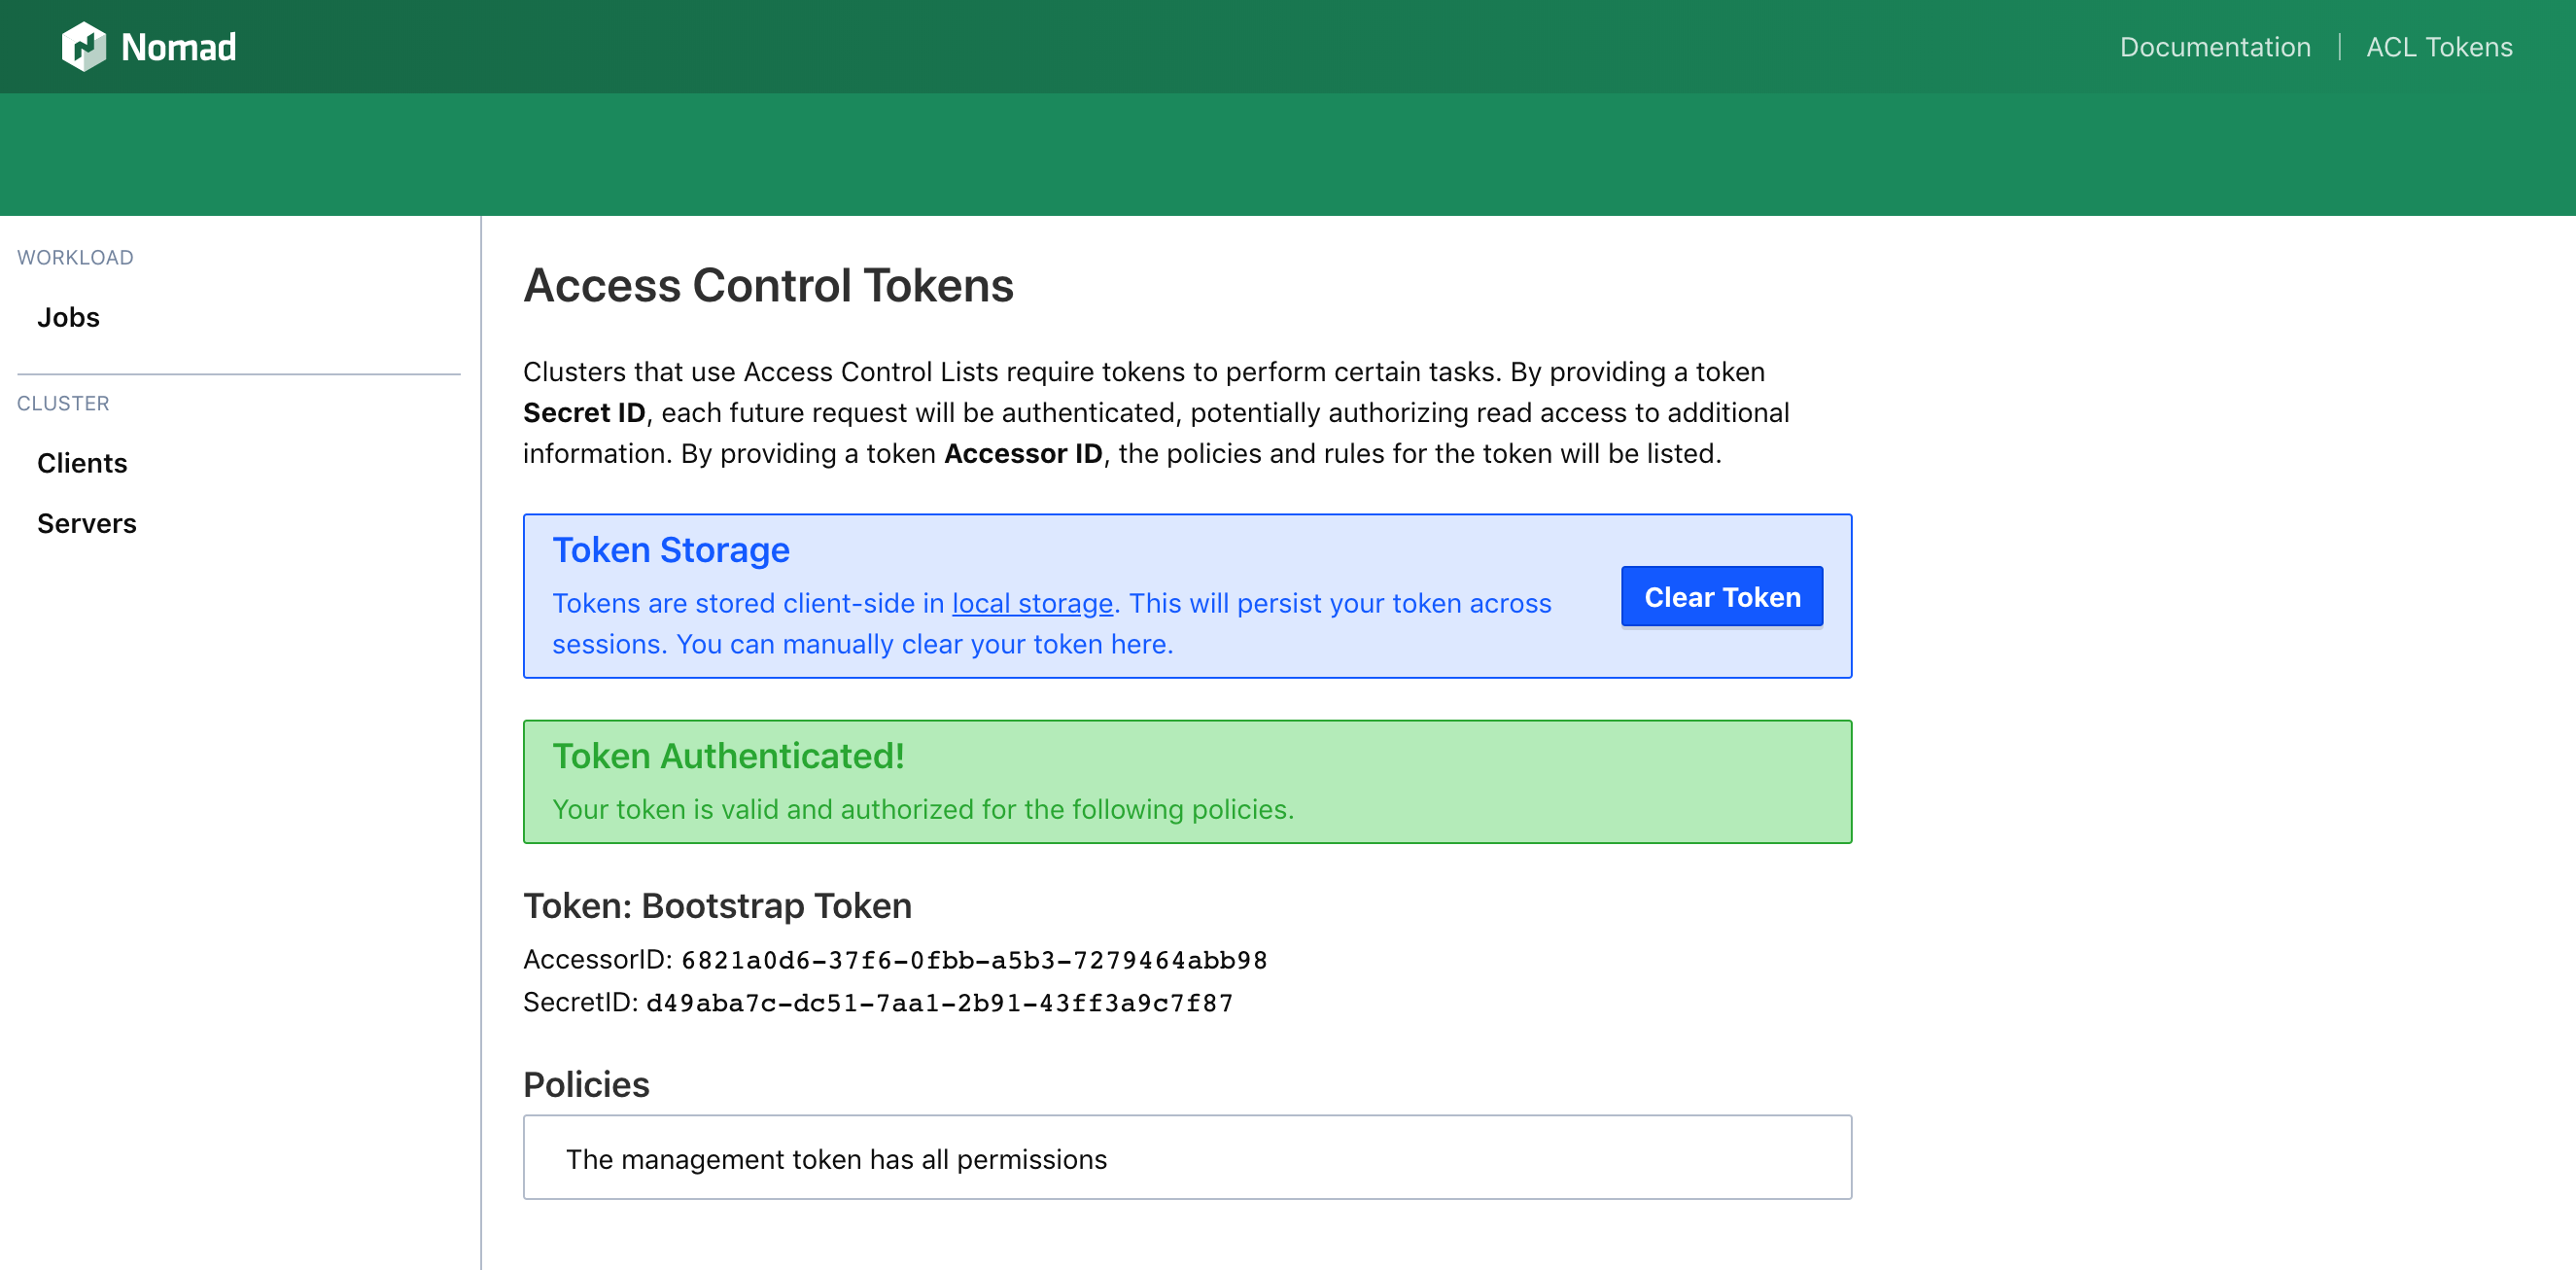 Nomad
Documentation
ACL Tokens
WORKLOAD
Jobs
CLUSTER
Clients
Servers
Access Control Tokens
Clusters that use Access Control Lists require tokens to perform certain tasks. By providing a token
Secret ID, each future request will be authenticated, potentially authorizing read access to additional
information. By providing a token Accessor ID, the policies and rules for the token will be listed.
Token Storage
Tokens are stored client-side in local storage. This will persist your token across
sessions. You can manually clear your token here.
Clear Token
Token Authenticated!
Your token is valid and authorized for the following policies.
Token: Bootstrap Token
AccessorID: 6821a0d6-37f6-0fbb-a5b3-7279464abb98
SecretID: d49aba7c-dc51-7aa1-2b91-43ff3a9c7f87
Policies
The management token has all permissions